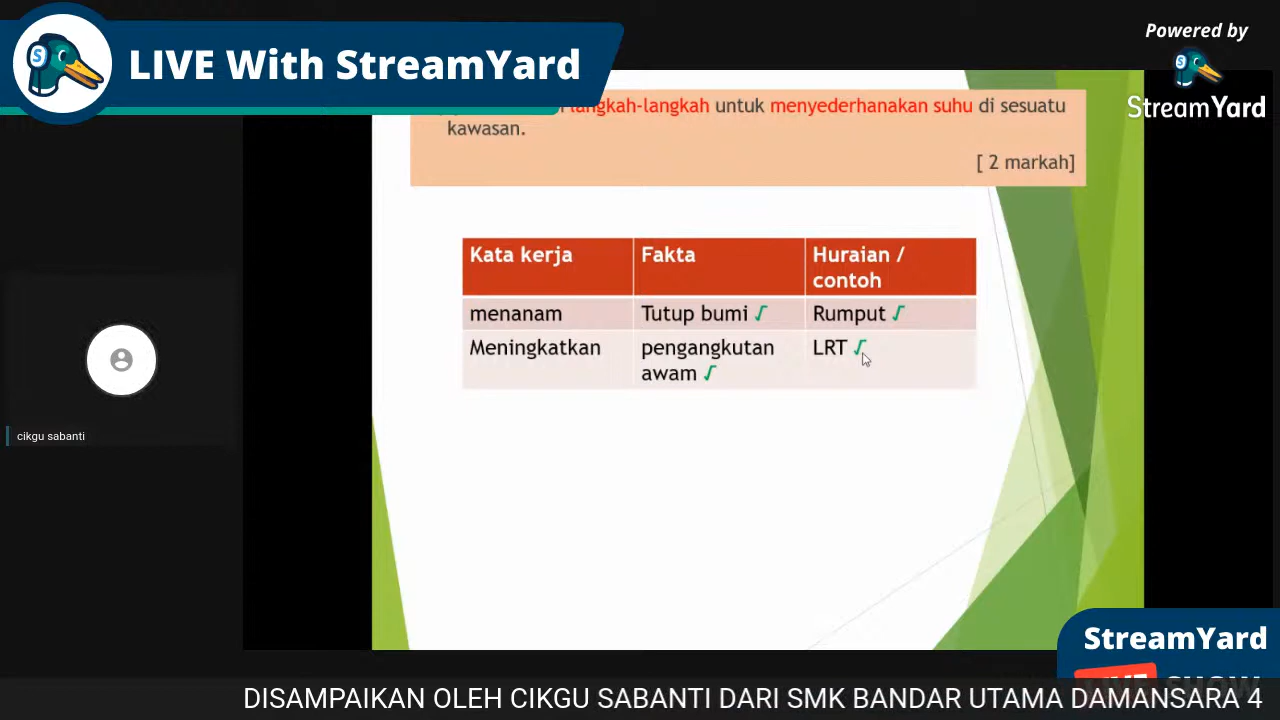 LIVE With StreamYard
Powered by
StreamYard
langkah-langkah untuk menyederhanakan suhu di sesuatu
kawasan.
[ 2 markah]
Kata kerja Fakta Huraian /
contoh
menanam Tutup bumi √ Rumput √
Meningkatkan pengangkutan LRT √
awam √
cikgu sabanti
StreamYard
LIVE SHOW
DISAMPAIKAN OLEH CIKGU SABANTI DARI SMK BANDAR UTAMA DAMANSARA 4